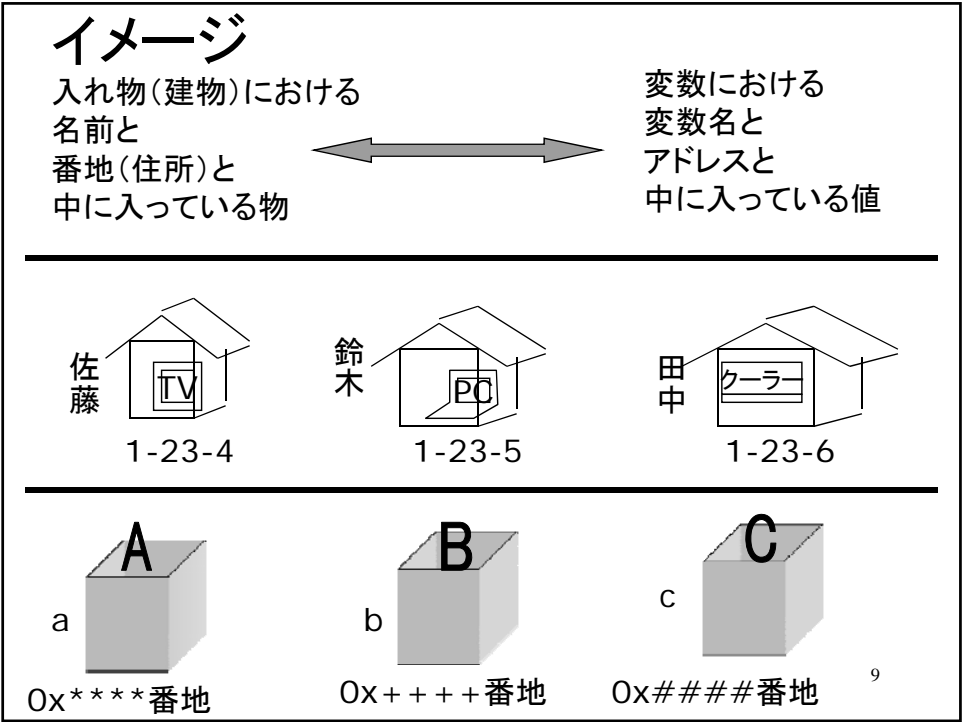 イメージ
入れ物（建物）における
名前と
番地（住所）と
中に入っている物
変数における
変数名と
アドレスと
中に入っている値
佐藤
TV
1-23-4
鈴木
PC
1-23-5
田中
クーラー
1-23-6
A
a
0x****番地
B
b
0x++++番地
C
c
0x####番地
9